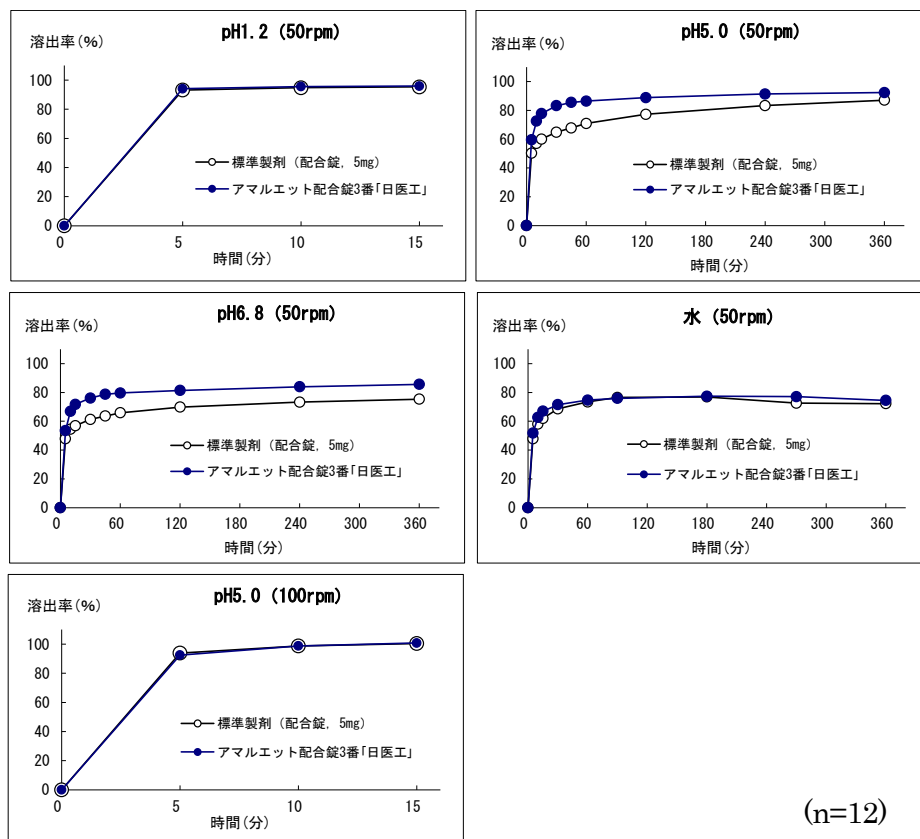 pH1.2 (50rpm)
溶出率(%)
100
80
60
40
20
0
0 5 10 15
時間(分)
標準製剤 (配合錠, 5mg)
アマルエット配合錠3番「日医工」
pH5.0 (50rpm)
溶出率(%)
100
80
60
40
20
0
0 60 120 180 240 300 360
時間(分)
標準製剤 (配合錠, 5mg)
アマルエット配合錠3番「日医工」
pH6.8 (50rpm)
溶出率(%)
100
80
60
40
20
0
0 60 120 180 240 300 360
時間(分)
標準製剤 (配合錠, 5mg)
アマルエット配合錠3番「日医工」
水 (50rpm)
溶出率(%)
100
80
60
40
20
0
0 60 120 180 240 300 360
時間(分)
標準製剤 (配合錠, 5mg)
アマルエット配合錠3番「日医工」
pH5.0 (100rpm)
溶出率(%)
100
80
60
40
20
0
0 5 10 15
時間(分)
標準製剤 (配合錠, 5mg)
アマルエット配合錠3番「日医工」
(n=12)